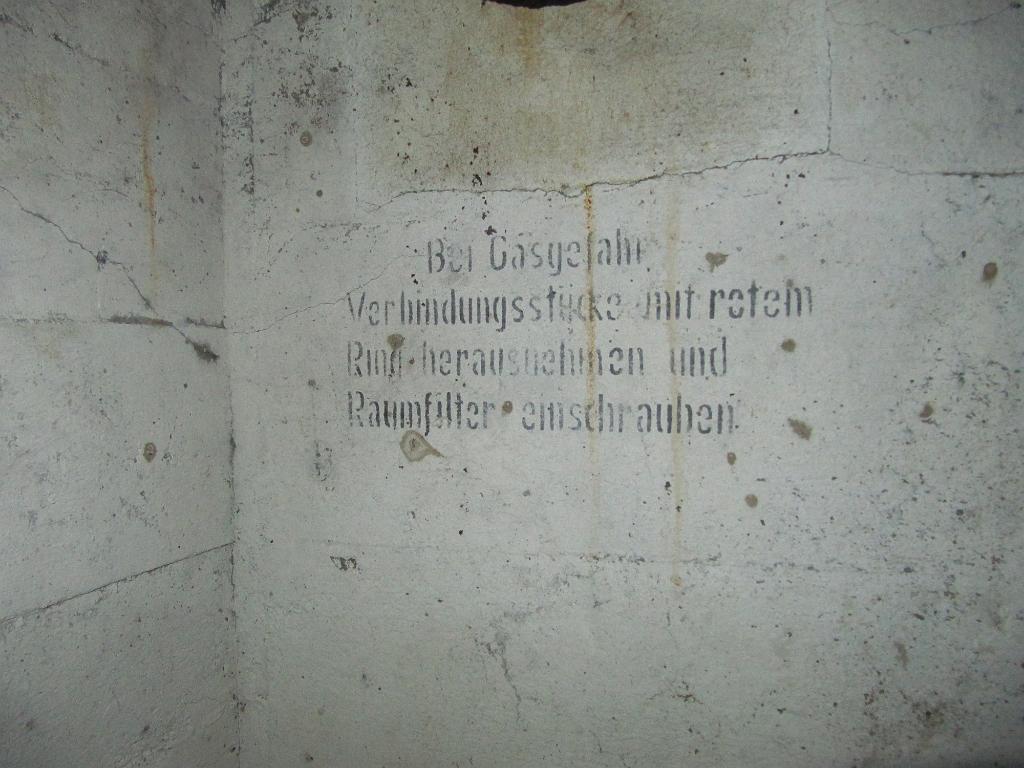 Bei Gasgefahr
Verbindungsstücke mit rotem
Ring herausnehmen und
Raumfilter einschrauben.